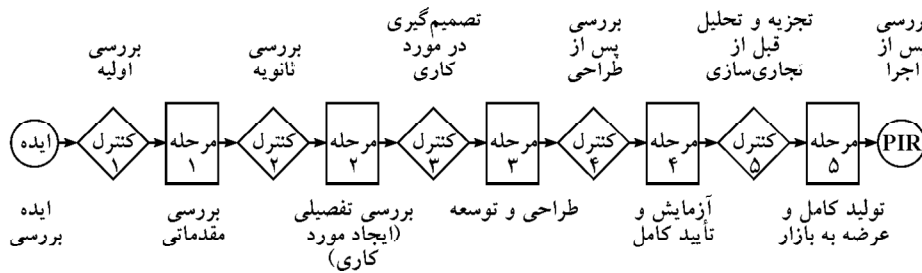 بررسی
اولیه
بررسی
ثانویه
تصمیم‌گیری
در مورد
کاری
بررسی
پس از
طراحی
تجزیه و تحلیل
قبل از
تجاری‌سازی
بررسی
پس از
اجرا
ایده
کنترل
۱
مرحله
۱
کنترل
۲
مرحله
۲
کنترل
۳
مرحله
۳
کنترل
۴
مرحله
۴
کنترل
۵
مرحله
۵
PIR
ایده
بررسی
بررسی
مقدماتی
بررسی تفصیلی
(ایجاد مورد
کاری)
طراحی و توسعه
آزمایش و
تأیید کامل
تولید کامل و
عرضه به بازار